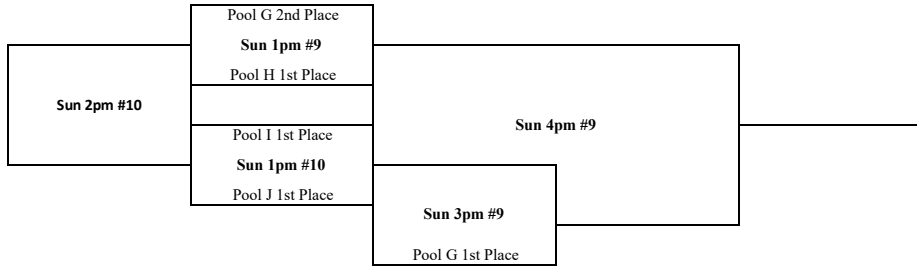 Pool G 2nd Place
Sun 1pm #9
Pool H 1st Place
Sun 2pm #10
Sun 4pm #9
Pool I 1st Place
Sun 1pm #10
Pool J 1st Place
Sun 3pm #9
Pool G 1st Place